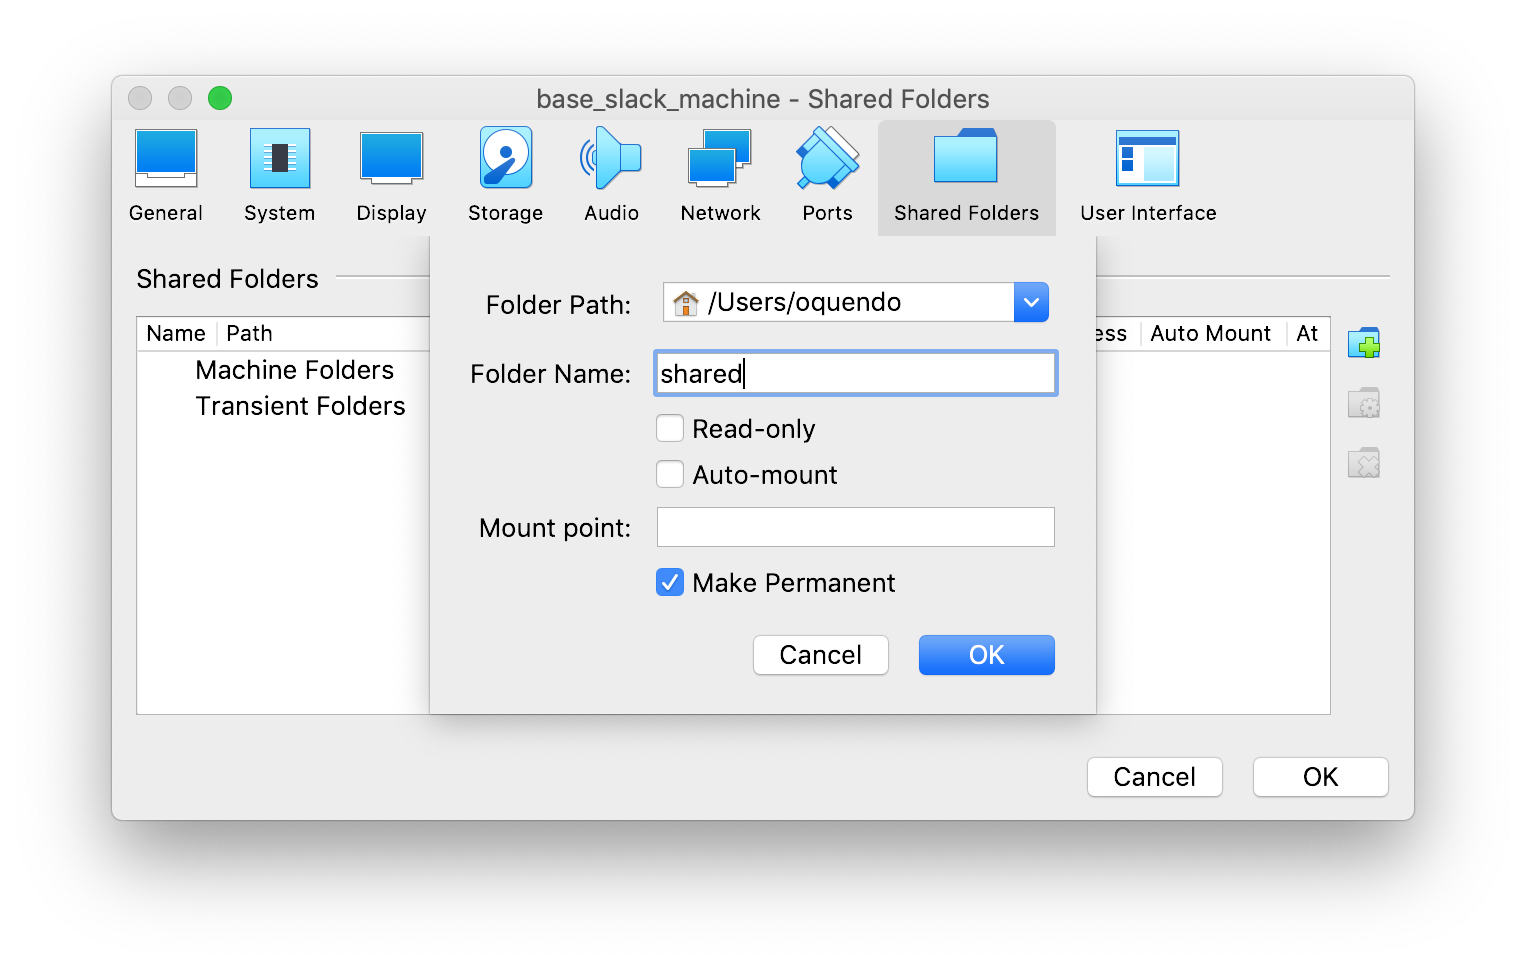 base_slack_machine - Shared Folders
General System Display Storage Audio Network Ports Shared Folders User Interface
Shared Folders
Folder Path: /Users/oquendo
Name Path Auto Mount At
Folder Name: shared
Machine Folders
Transient Folders
Read-only
Auto-mount
Mount point:
Make Permanent
Cancel OK
Cancel OK